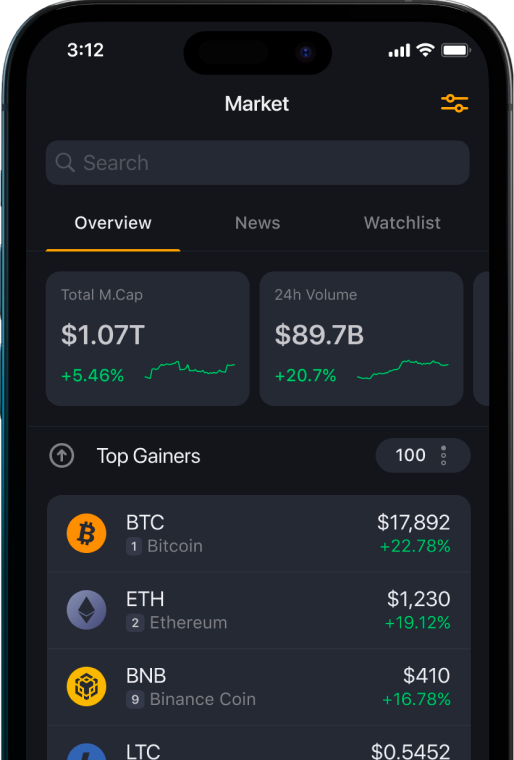 3:12
Market
Search
Overview News Watchlist
Total M.Cap
$1.07T
+5.46%
24h Volume
$89.7B
+20.7%
Top Gainers 100
BTC $17,892
1 Bitcoin +22.78%
ETH $1,230
2 Ethereum +19.12%
BNB $410
9 Binance Coin +16.78%
LTC $0.5452